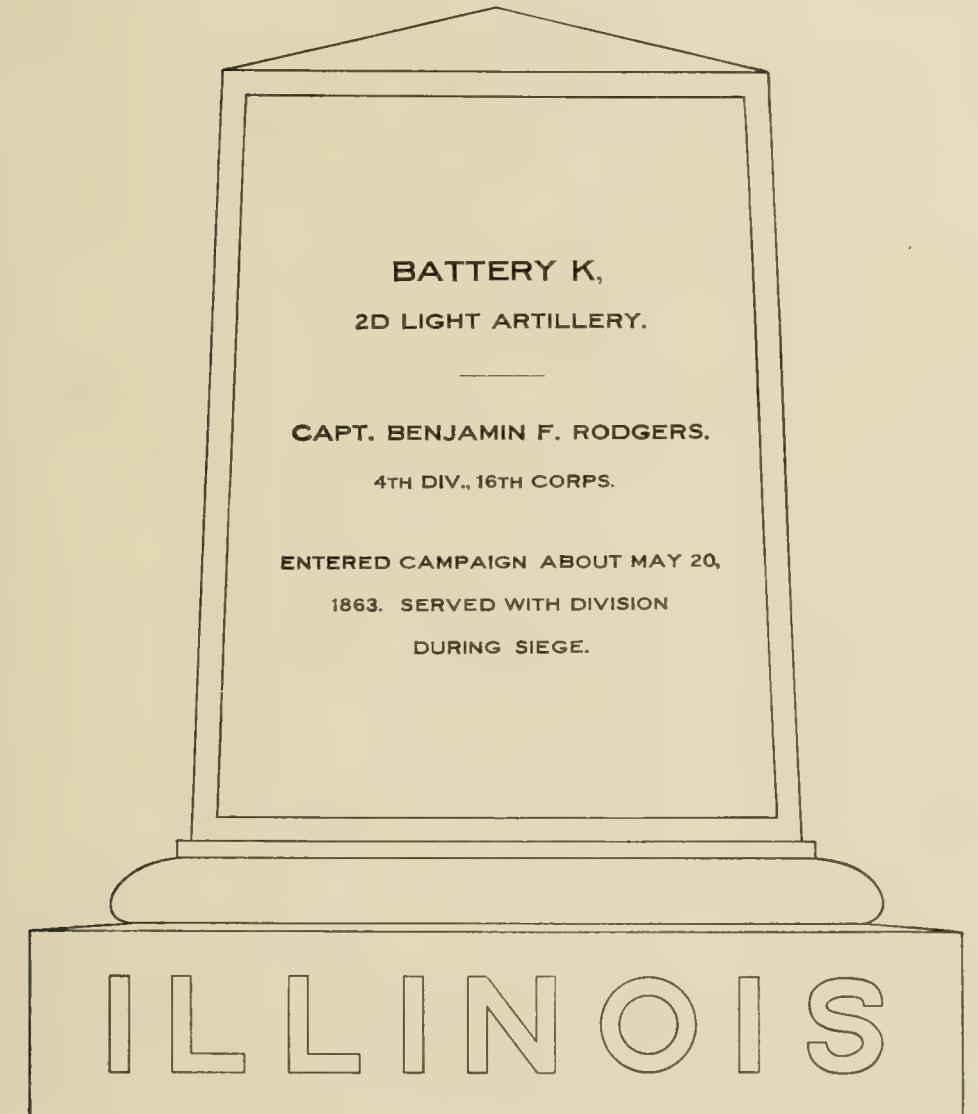 BATTERY K,
2D LIGHT ARTILLERY.
CAPT. BENJAMIN F. RODGERS.
4TH DIV., 16TH CORPS.
ENTERED CAMPAIGN ABOUT MAY 20,
1863. SERVED WITH DIVISION
DURING SIEGE.
ILLINOIS